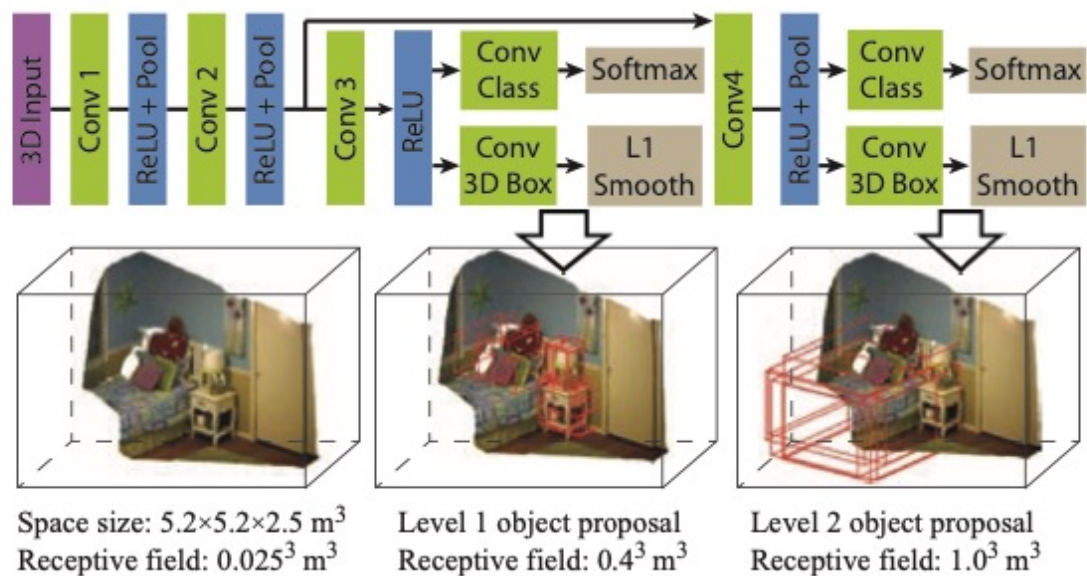 3D Input
Conv 1
ReLU + Pool
Conv 2
ReLU + Pool
Conv 3
ReLU
Conv
Class
Softmax
Conv
3D Box
L1
Smooth
Conv4
ReLU + Pool
Conv
Class
Softmax
Conv
3D Box
L1
Smooth
Space size: 5.2×5.2×2.5 m³
Receptive field: 0.025³ m³
Level 1 object proposal
Receptive field: 0.4³ m³
Level 2 object proposal
Receptive field: 1.0³ m³